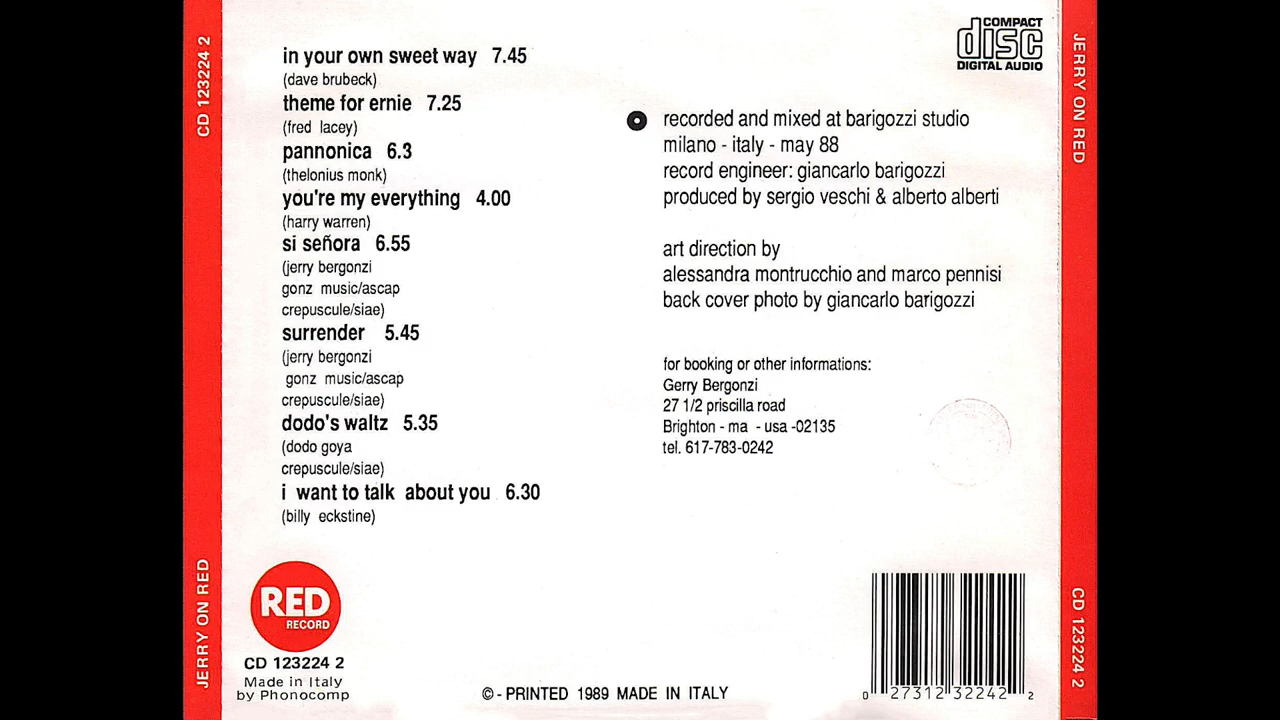 CD 123224 2
JERRY ON RED
in your own sweet way 7.45
(dave brubeck)
theme for ernie 7.25
(fred lacey)
pannonica 6.3
(thelonius monk)
you're my everything 4.00
(harry warren)
si señora 6.55
(jerry bergonzi
gonz music/ascap
crepuscule/siae)
surrender 5.45
(jerry bergonzi
gonz music/ascap
crepuscule/siae)
dodo's waltz 5.35
(dodo goya
crepuscule/siae)
i want to talk about you 6.30
(billy eckstine)
RED
RECORD
CD 123224 2
Made in Italy
by Phonocomp
COMPACT
disc
DIGITAL AUDIO
recorded and mixed at barigozzi studio
milano - italy - may 88
record engineer: giancarlo barigozzi
produced by sergio veschi & alberto alberti
art direction by
alessandra montrucchio and marco pennisi
back cover photo by giancarlo barigozzi
for booking or other informations:
Gerry Bergonzi
27 1/2 priscilla road
Brighton - ma - usa -02135
tel. 617-783-0242
©- PRINTED 1989 MADE IN ITALY
0 27312 32242 2
JERRY ON RED
CD 123224 2